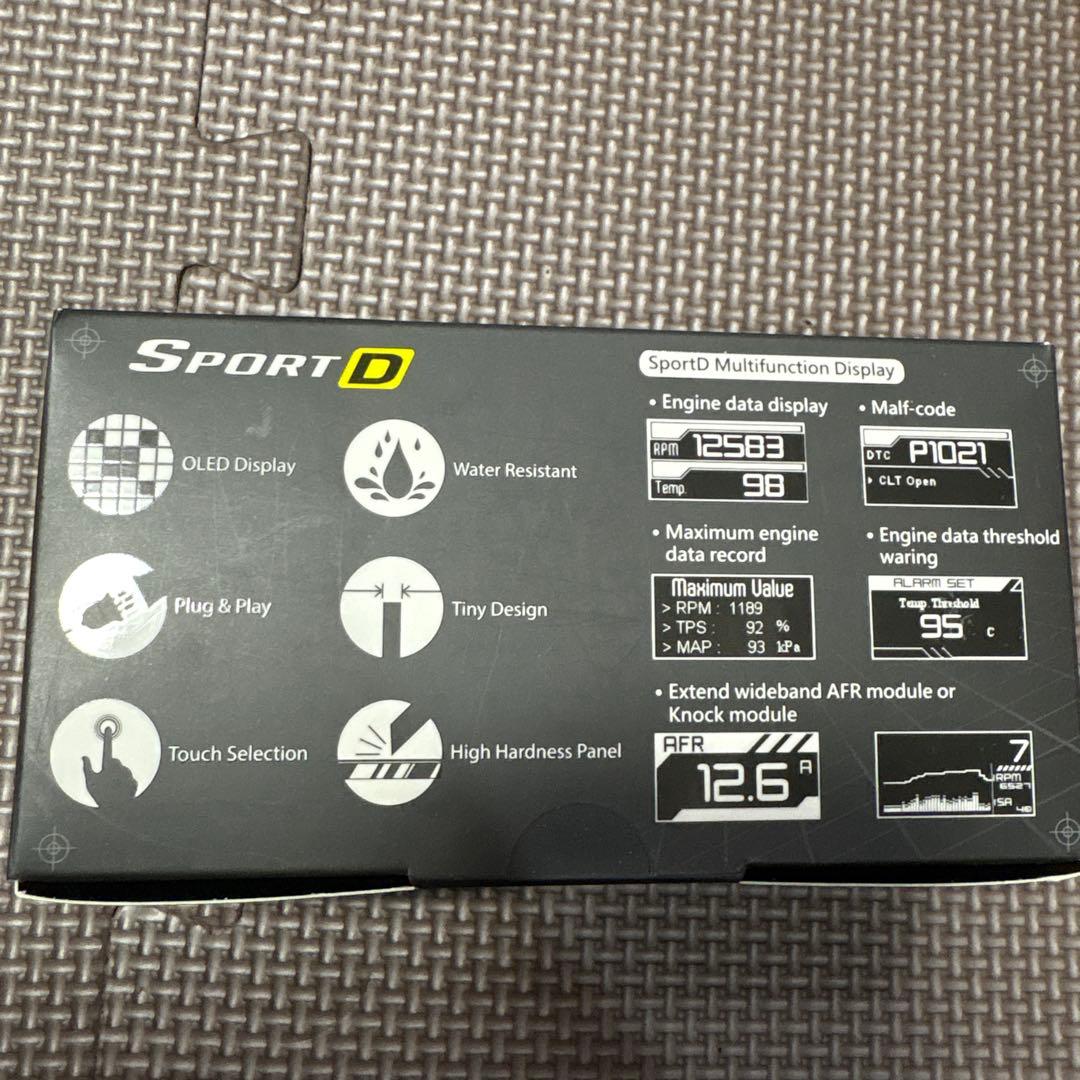 SPORT D
OLED Display
Water Resistant
Plug & Play
Tiny Design
Touch Selection
High Hardness Panel
SportD Multifunction Display
• Engine data display
RPM 12583
Temp. 98
• Malf-code
DTC P1021
CLT Open
• Maximum engine
data record
Maximum Value
> RPM : 1189
> TPS : 92 %
> MAP : 93 kPa
• Engine data threshold
waring
ALARM SET
Temp Threshold
95 c
• Extend wideband AFR module or
Knock module
AFR
12.6 A
7
RPM
6527
SA
40